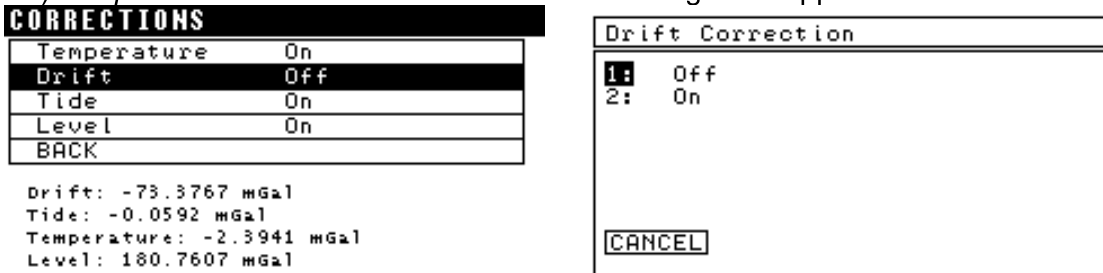 CORRECTIONS
Temperature On
Drift Off
Tide On
Level On
BACK
Drift: -73.3767 mGal
Tide: -0.0592 mGal
Temperature: -2.3941 mGal
Level: 180.7607 mGal
Drift Correction
1: Off
2: On
CANCEL